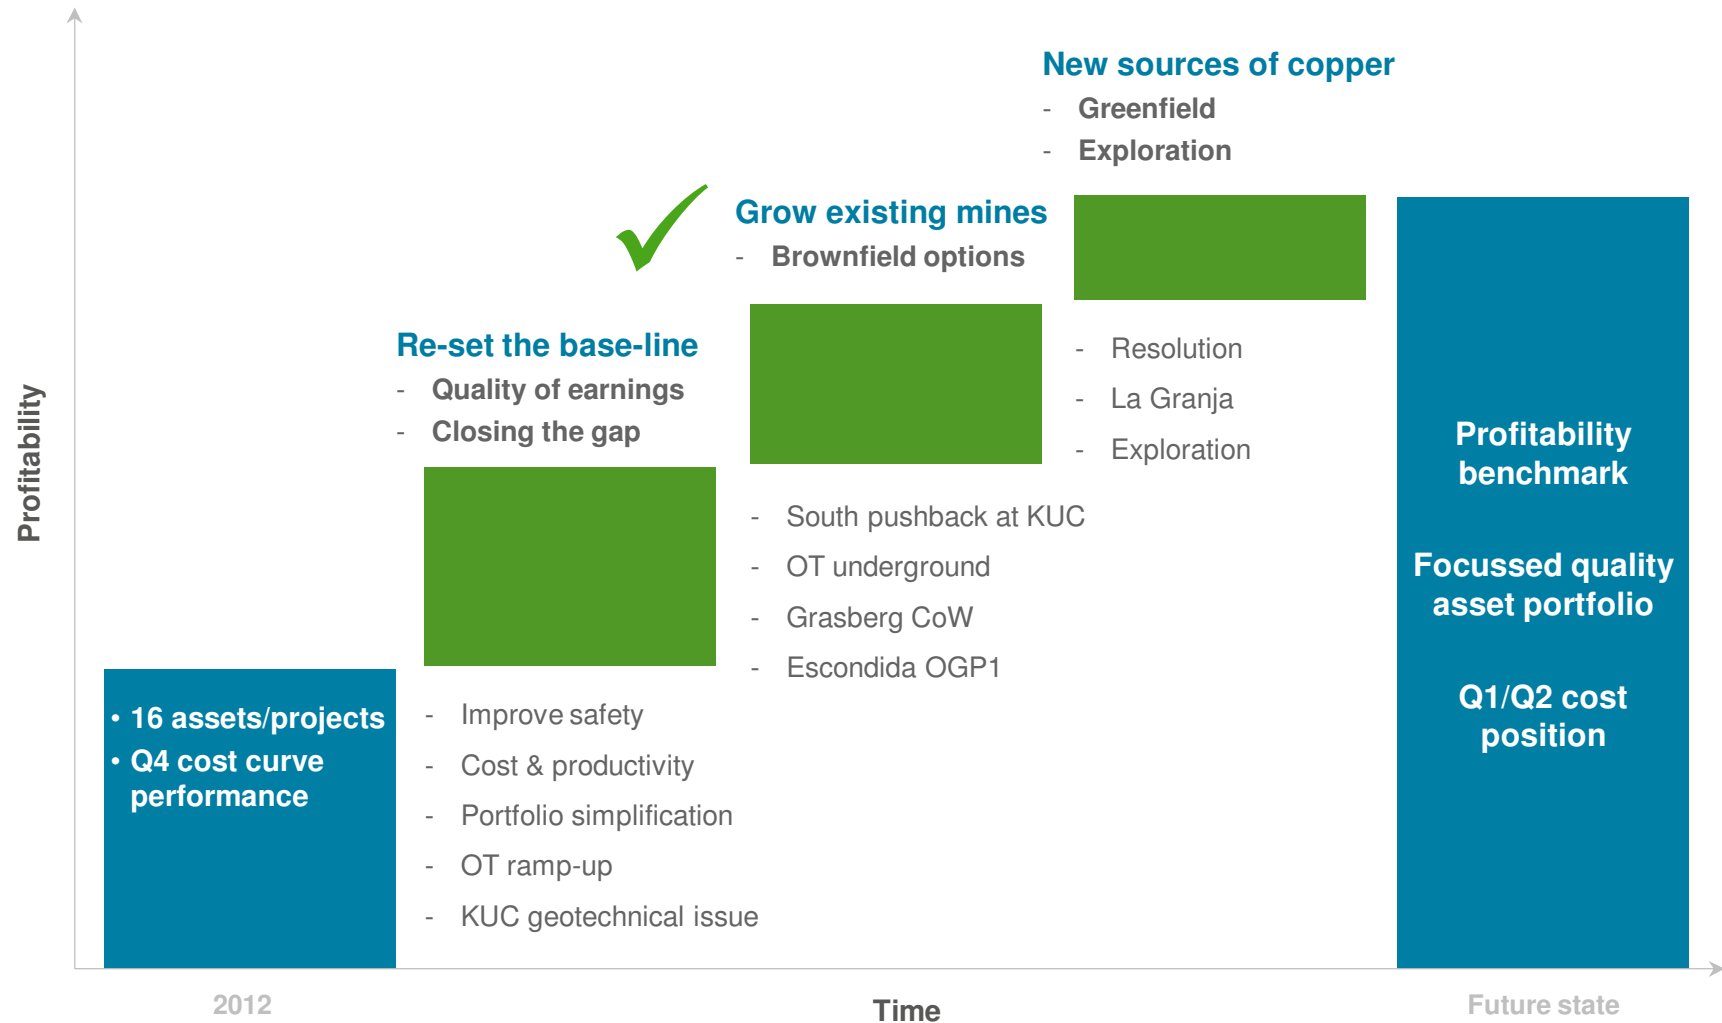 New sources of copper
- Greenfield
- Exploration
Grow existing mines
- Brownfield options
Re-set the base-line
- Quality of earnings
- Closing the gap
- Resolution
- La Granja
- Exploration
- South pushback at KUC
- OT underground
- Grasberg CoW
- Escondida OGP1
• 16 assets/projects
• Q4 cost curve
performance
- Improve safety
- Cost & productivity
- Portfolio simplification
- OT ramp-up
- KUC geotechnical issue
Profitability
benchmark
Focussed quality
asset portfolio
Q1/Q2 cost
position
Profitability
2012
Time
Future state